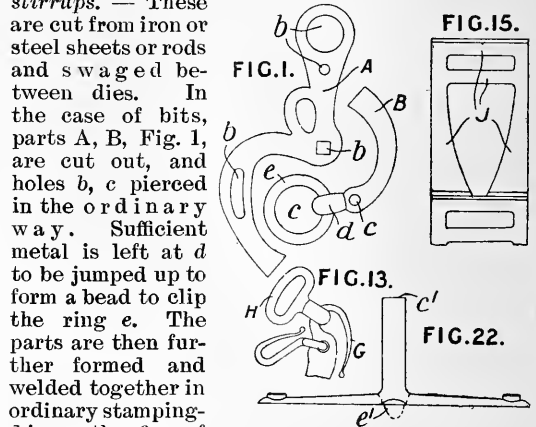 stirrups. — These
are cut from iron or
steel sheets or rods
and swaged be-
tween dies. In
the case of bits,
parts A, B, Fig. 1,
are cut out, and
holes b, c pierced
in the ordinary
way. Sufficient
metal is left at d
to be jumped up to
form a bead to clip
the ring e. The
parts are then fur-
ther formed and
welded together in
ordinary stamping-
FIG.1.
b
A
B
b
b
e
c
d
c
FIG.15.
J
FIG.13.
H
G
FIG.22.
c'
e'